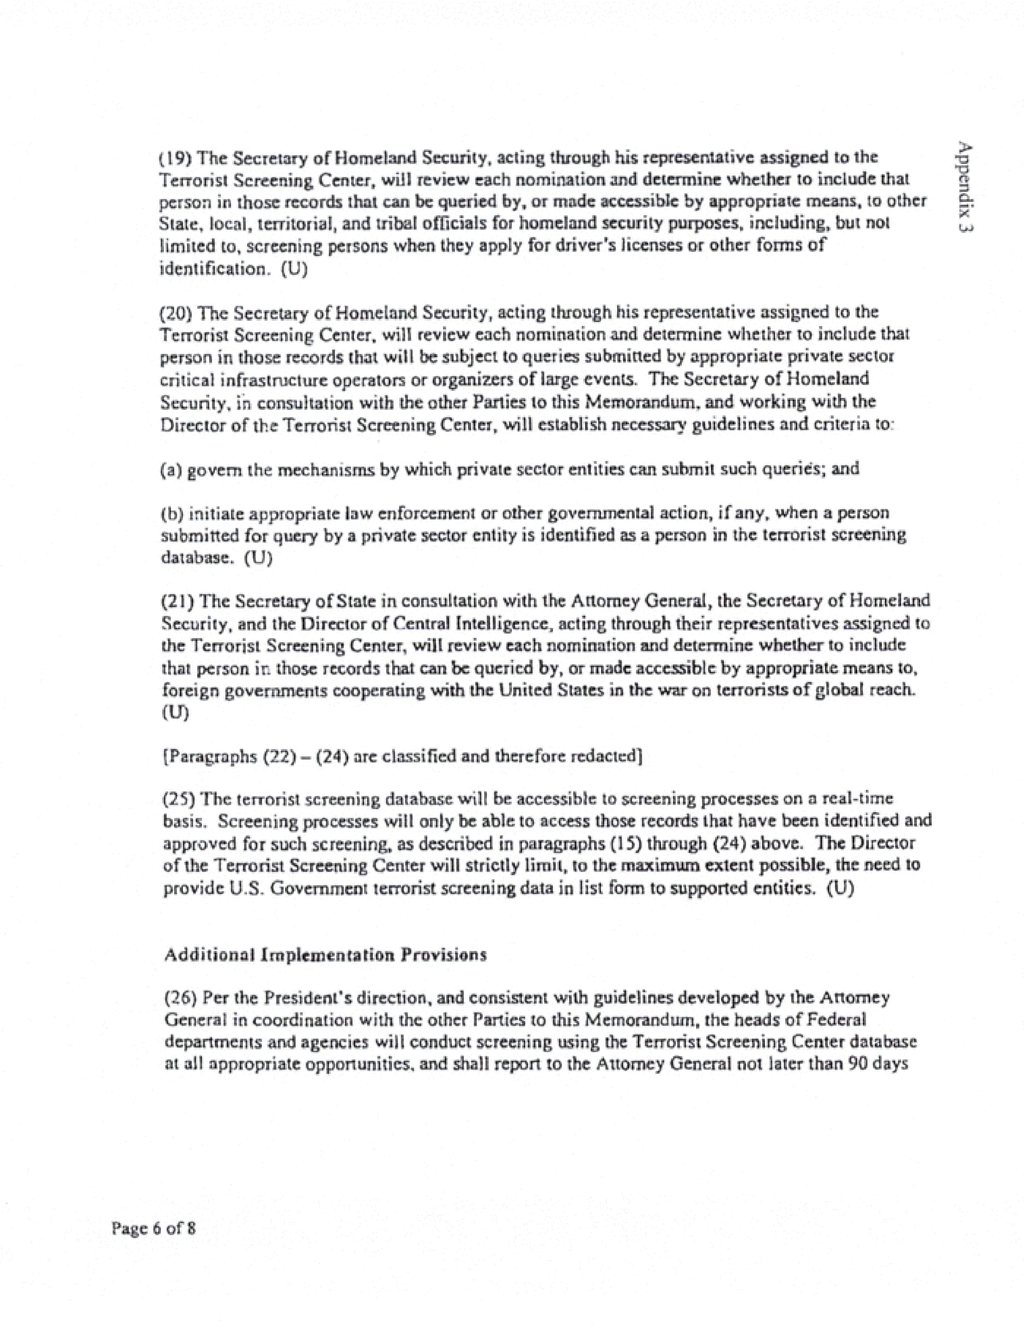 Appendix 3
(19) The Secretary of Homeland Security, acting through his representative assigned to the
Terrorist Screening Center, will review each nomination and determine whether to include that
person in those records that can be queried by, or made accessible by appropriate means, to other
State, local, territorial, and tribal officials for homeland security purposes, including, but not
limited to, screening persons when they apply for driver's licenses or other forms of
identification. (U)
(20) The Secretary of Homeland Security, acting through his representative assigned to the
Terrorist Screening Center, will review each nomination and determine whether to include that
person in those records that will be subject to queries submitted by appropriate private sector
critical infrastructure operators or organizers of large events. The Secretary of Homeland
Security, in consultation with the other Parties to this Memorandum, and working with the
Director of the Terrorist Screening Center, will establish necessary guidelines and criteria to:
(a) govern the mechanisms by which private sector entities can submit such queries; and
(b) initiate appropriate law enforcement or other governmental action, if any, when a person
submitted for query by a private sector entity is identified as a person in the terrorist screening
database. (U)
(21) The Secretary of State in consultation with the Attorney General, the Secretary of Homeland
Security, and the Director of Central Intelligence, acting through their representatives assigned to
the Terrorist Screening Center, will review each nomination and determine whether to include
that person in those records that can be queried by, or made accessible by appropriate means to,
foreign governments cooperating with the United States in the war on terrorists of global reach.
(U)
[Paragraphs (22) – (24) are classified and therefore redacted]
(25) The terrorist screening database will be accessible to screening processes on a real-time
basis. Screening processes will only be able to access those records that have been identified and
approved for such screening, as described in paragraphs (15) through (24) above. The Director
of the Terrorist Screening Center will strictly limit, to the maximum extent possible, the need to
provide U.S. Government terrorist screening data in list form to supported entities. (U)
Additional Implementation Provisions
(26) Per the President's direction, and consistent with guidelines developed by the Attorney
General in coordination with the other Parties to this Memorandum, the heads of Federal
departments and agencies will conduct screening using the Terrorist Screening Center database
at all appropriate opportunities, and shall report to the Attorney General not later than 90 days
Page 6 of 8